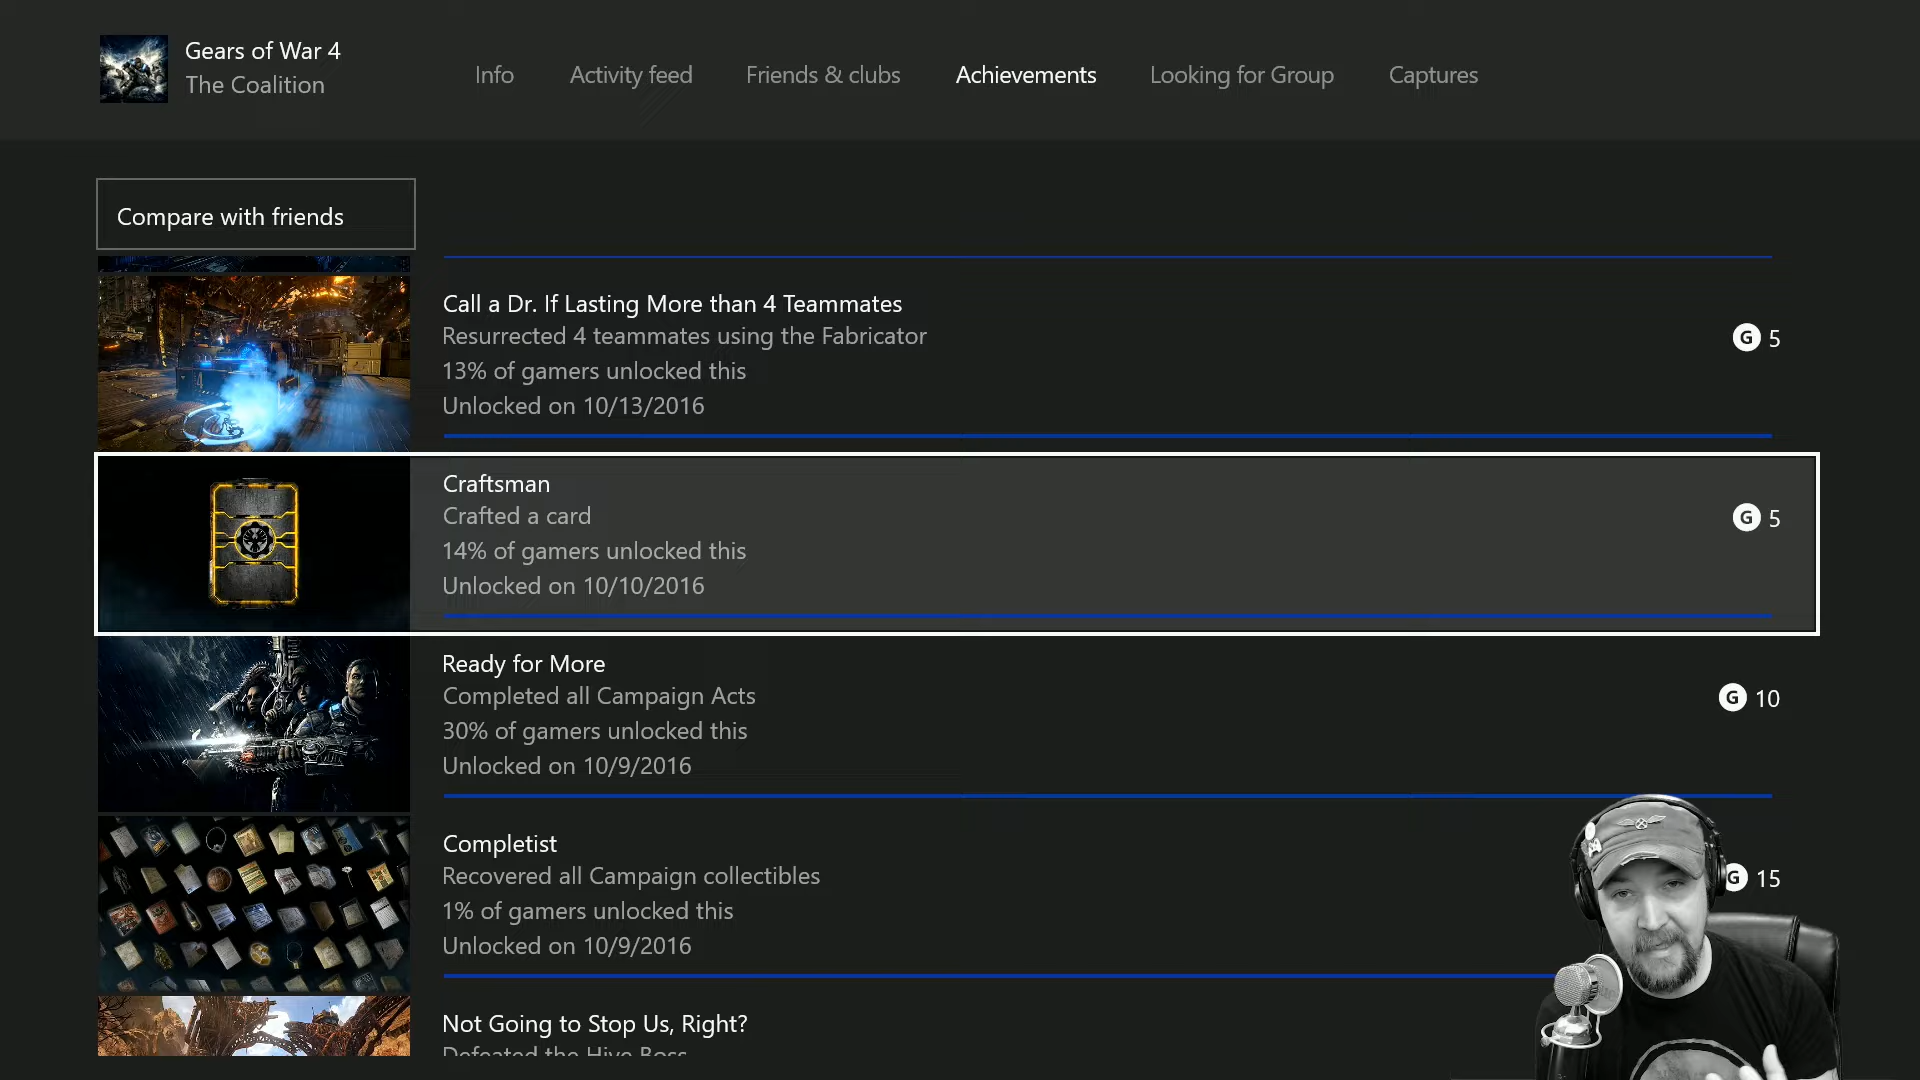 Gears of War 4
The Coalition
Info
Activity feed
Friends & clubs
Achievements
Looking for Group
Captures
Compare with friends
Call a Dr. If Lasting More than 4 Teammates
Resurrected 4 teammates using the Fabricator
13% of gamers unlocked this
Unlocked on 10/13/2016
G 5
Craftsman
Crafted a card
14% of gamers unlocked this
Unlocked on 10/10/2016
G 5
Ready for More
Completed all Campaign Acts
30% of gamers unlocked this
Unlocked on 10/9/2016
G 10
Completist
Recovered all Campaign collectibles
1% of gamers unlocked this
Unlocked on 10/9/2016
G 15
Not Going to Stop Us, Right?
Defeated the Hive Boss